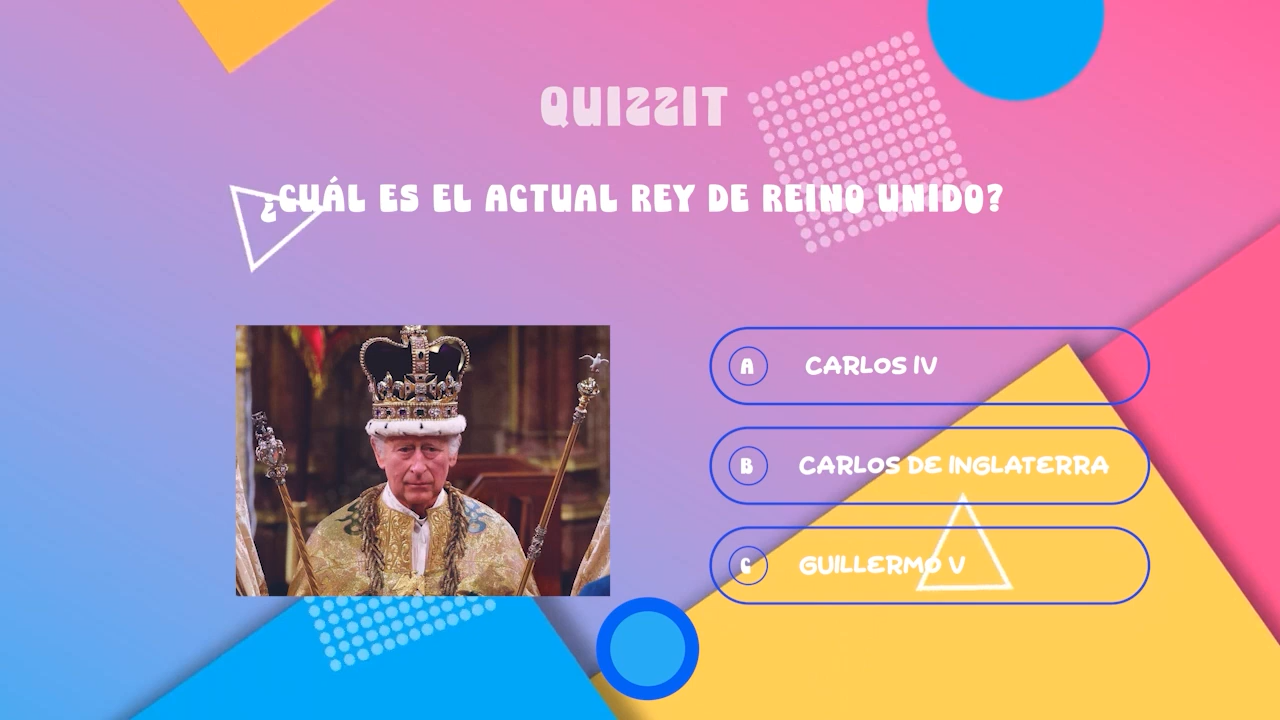 QUIZZIT
¿CUÁL ES EL ACTUAL REY DE REINO UNIDO?
A CARLOS IV
B CARLOS DE INGLATERRA
C GUILLERMO V